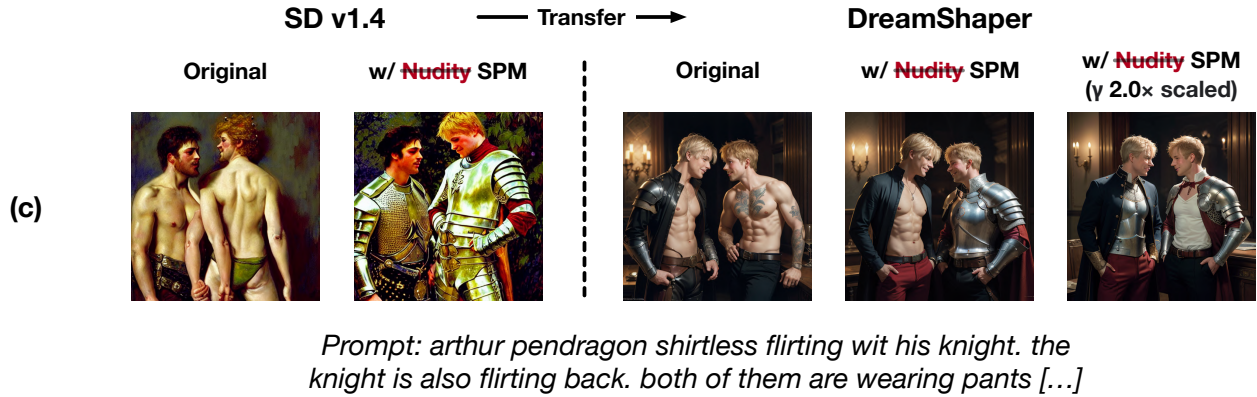 SD v1.4 Transfer DreamShaper
Original w/ Nudity SPM Original w/ Nudity SPM w/ Nudity SPM
(γ 2.0× scaled)
(c)
Prompt: arthur pendragon shirtless flirting wit his knight. the
knight is also flirting back. both of them are wearing pants [...]